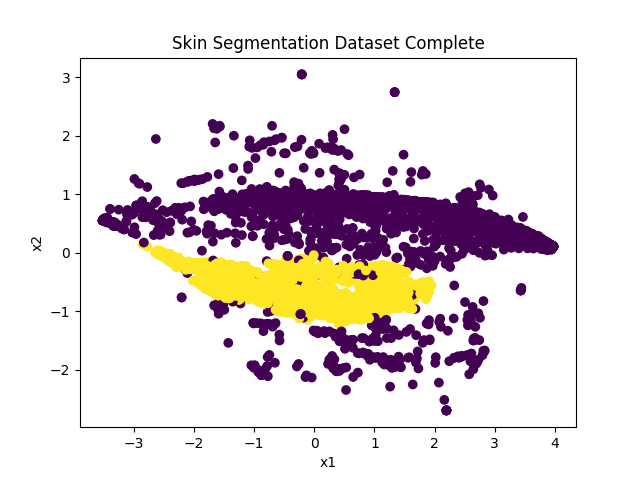 Skin Segmentation Dataset Complete
3
2
1
0
−1
−2
x2
−3 −2 −1 0 1 2 3 4
x1